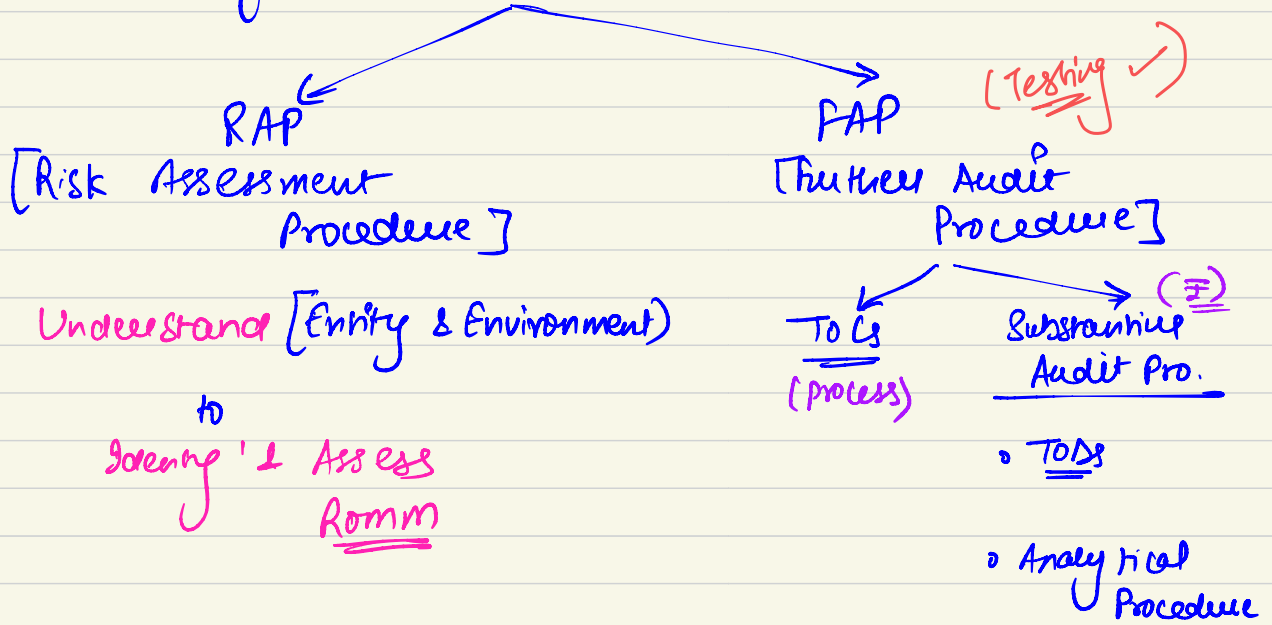 RAP
[Risk Assessment
Procedure]
Understand [Entity & Environment)
to
Identify & Assess
RomM
FAP
(Testing ✓)
[Further Audit
Procedure]
TOCs
(process)
(₹)
Substantive
Audit Pro.
• TODs
• Analytical
Procedure